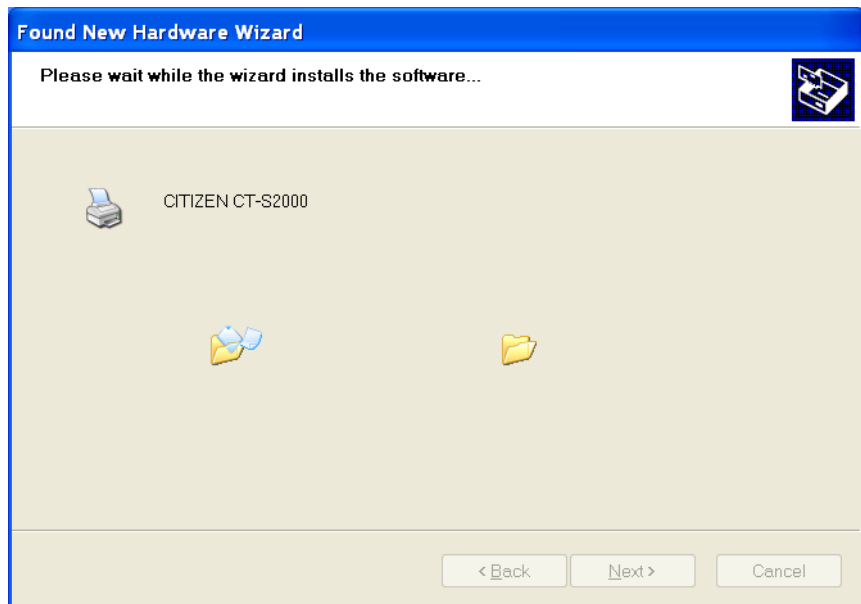 Found New Hardware Wizard
Please wait while the wizard installs the software...
CITIZEN CT-S2000
< Back
Next >
Cancel